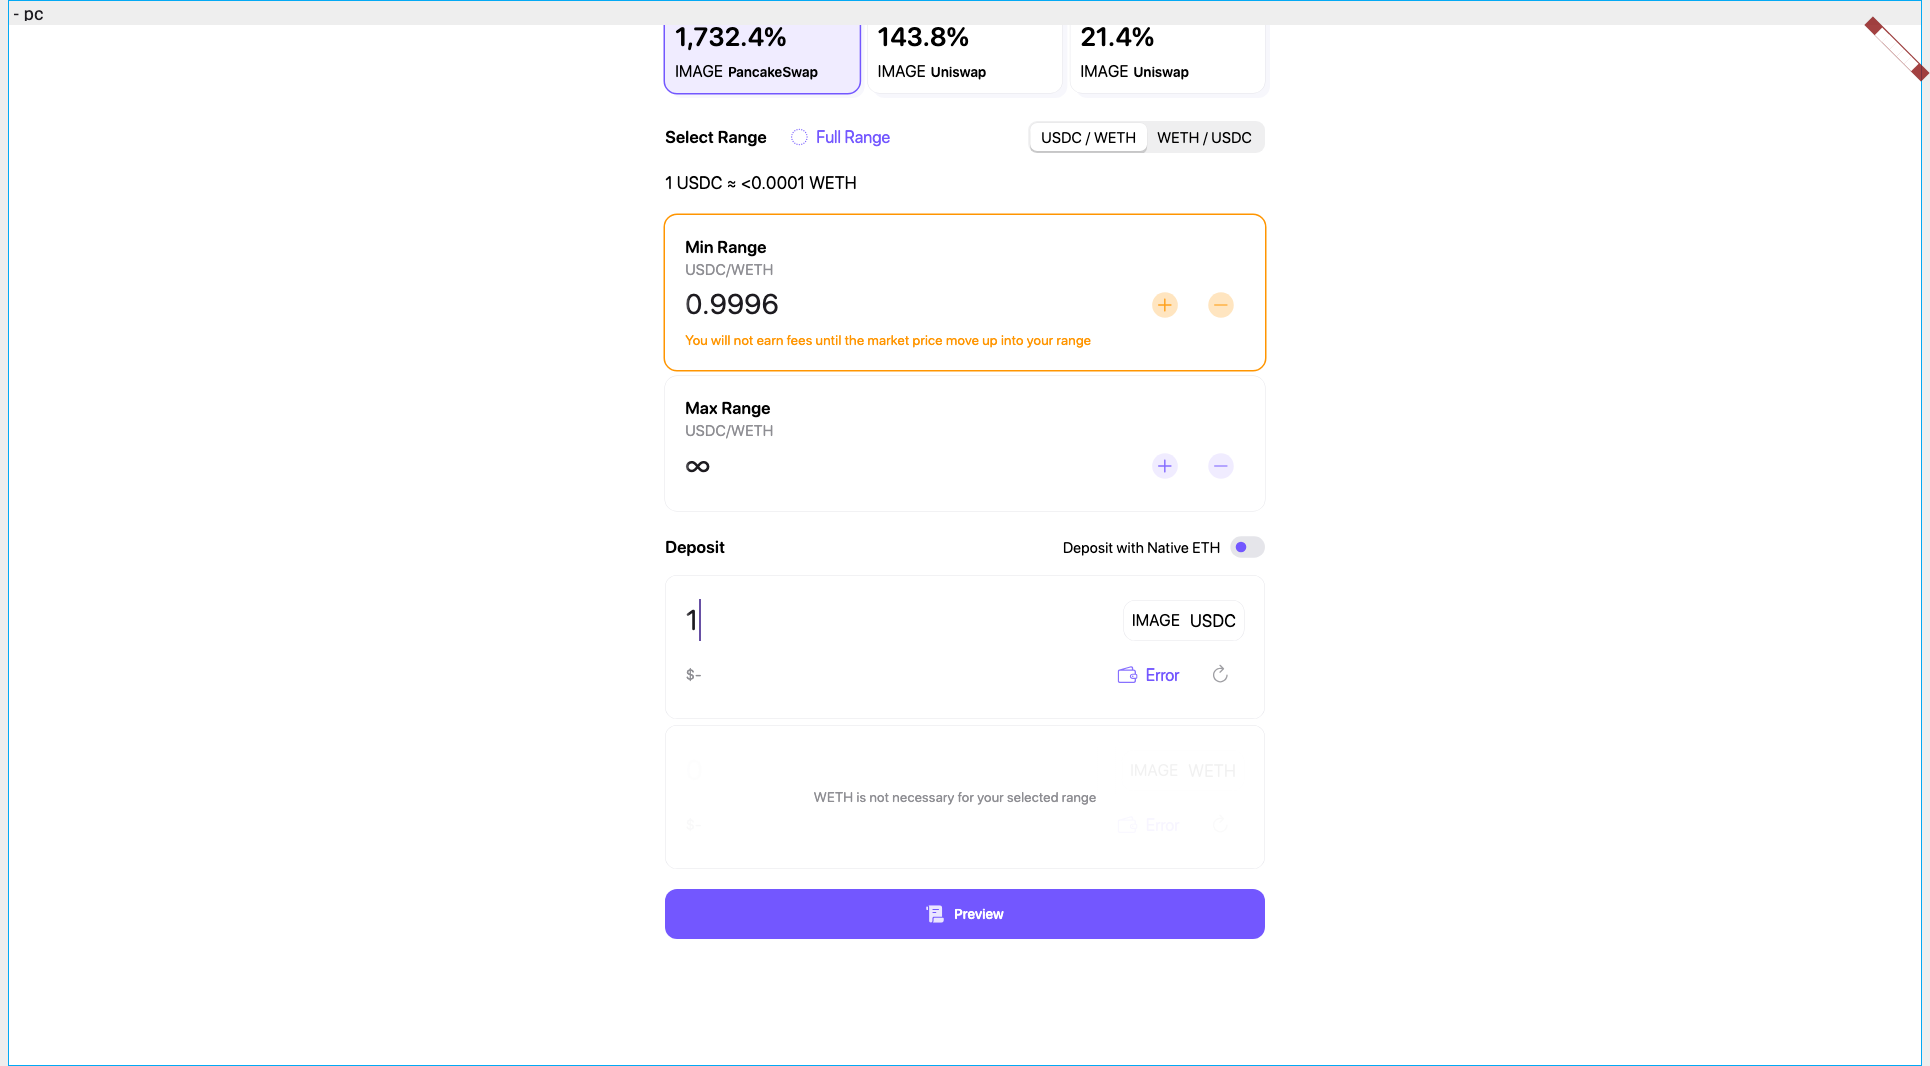 - pc
1,732.4%
IMAGE PancakeSwap
143.8%
IMAGE Uniswap
21.4%
IMAGE Uniswap
Select Range
Full Range
USDC / WETH
WETH / USDC
1 USDC ≈ <0.0001 WETH
Min Range
USDC/WETH
0.9996
You will not earn fees until the market price move up into your range
Max Range
USDC/WETH
∞
Deposit
Deposit with Native ETH
1
IMAGE USDC
$-
Error
0
IMAGE WETH
WETH is not necessary for your selected range
$-
Error
Preview